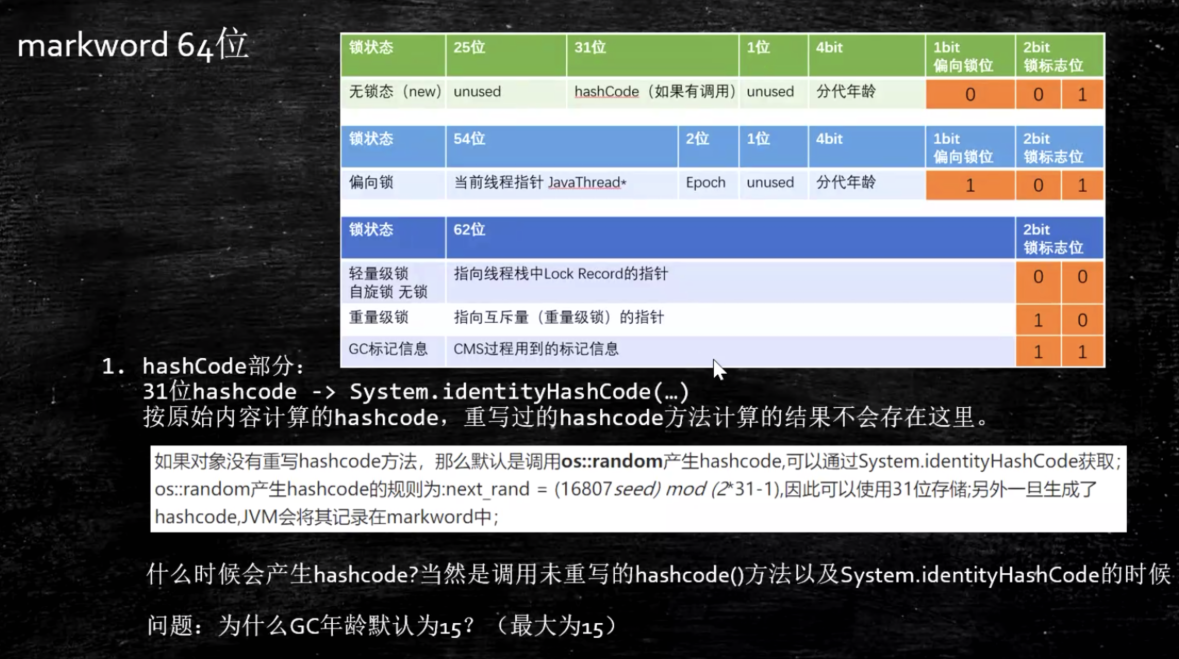 markword 64位
锁状态 25位 31位 1位 4bit 1bit 2bit
偏向锁位 锁标志位
无锁态（new） unused hashCode（如果有调用） unused 分代年龄 0 0 1
锁状态 54位 2位 1位 4bit 1bit 2bit
偏向锁位 锁标志位
偏向锁 当前线程指针 JavaThread* Epoch unused 分代年龄 1 0 1
锁状态 62位 2bit
锁标志位
轻量级锁 指向线程栈中Lock Record的指针 0 0
自旋锁 无锁
重量级锁 指向互斥量（重量级锁）的指针 1 0
GC标记信息 CMS过程用到的标记信息 1 1
1. hashCode部分：
31位hashcode -> System.identityHashCode(…)
按原始内容计算的hashcode，重写过的hashcode方法计算的结果不会存在这里。
如果对象没有重写hashcode方法，那么默认是调用os::random产生hashcode,可以通过System.identityHashCode获取；
os::random产生hashcode的规则为:next_rand = (16807seed) mod (2*31-1),因此可以使用31位存储;另外一旦生成了
hashcode,JVM会将其记录在markword中；
什么时候会产生hashcode?当然是调用未重写的hashcode()方法以及System.identityHashCode的时候
问题：为什么GC年龄默认为15？（最大为15）